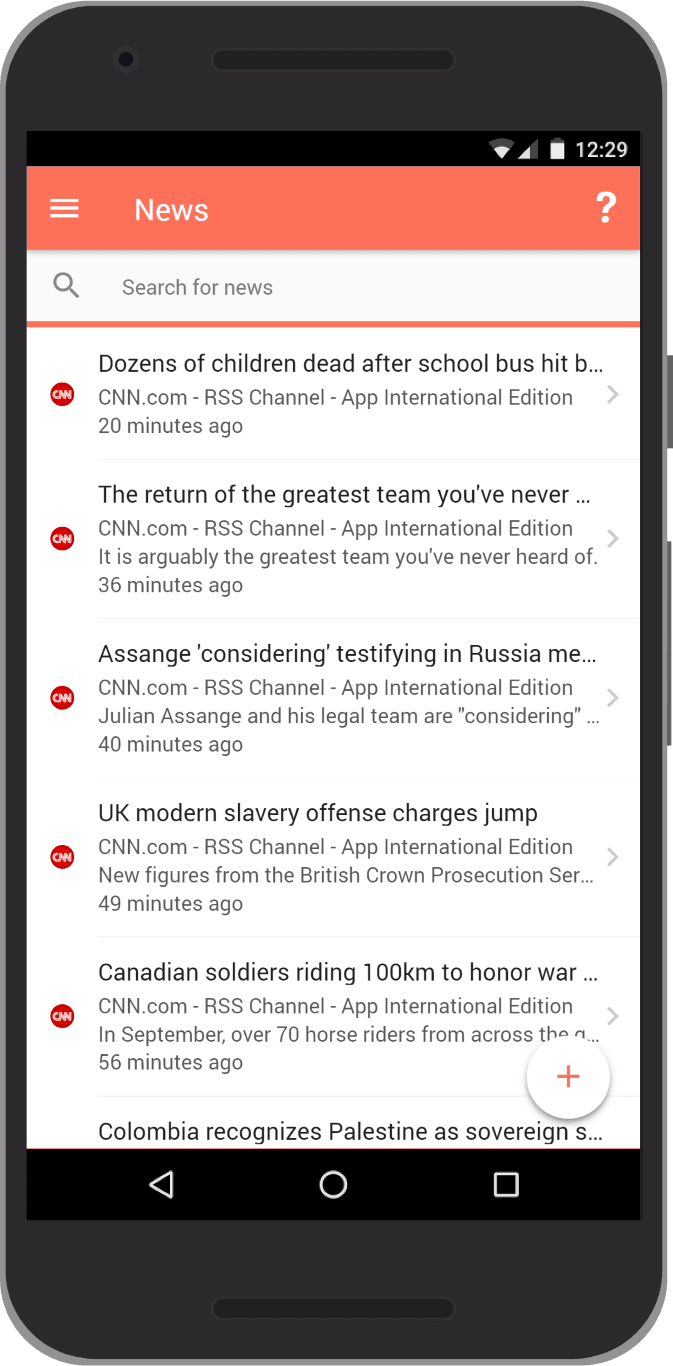 12:29
News
?
Search for news
Dozens of children dead after school bus hit b...
CNN
CNN.com - RSS Channel - App International Edition
20 minutes ago
The return of the greatest team you've never ...
CNN
CNN.com - RSS Channel - App International Edition
It is arguably the greatest team you've never heard of.
36 minutes ago
Assange 'considering' testifying in Russia me...
CNN
CNN.com - RSS Channel - App International Edition
Julian Assange and his legal team are "considering" ...
40 minutes ago
UK modern slavery offense charges jump
CNN
CNN.com - RSS Channel - App International Edition
New figures from the British Crown Prosecution Ser...
49 minutes ago
Canadian soldiers riding 100km to honor war ...
CNN
CNN.com - RSS Channel - App International Edition
In September, over 70 horse riders from across the g...
56 minutes ago
+
Colombia recognizes Palestine as sovereign s...